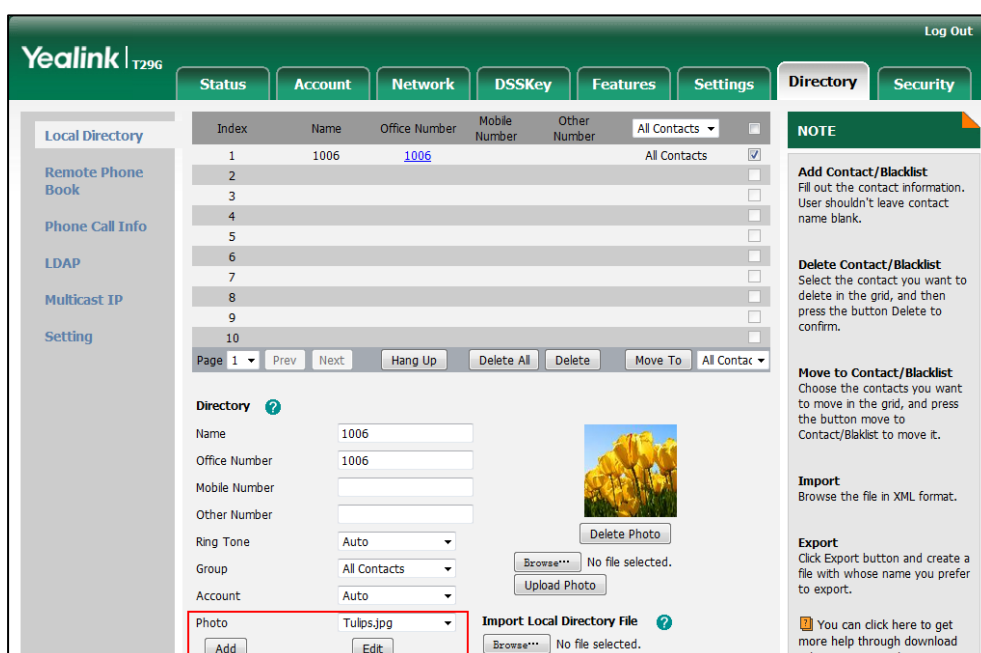 Log Out
Yealink | T29G
Status Account Network DSSKey Features Settings Directory Security
Local Directory
Remote Phone
Book
Phone Call Info
LDAP
Multicast IP
Setting
Index Name Office Number Mobile Number Other Number All Contacts
1 1006 1006 All Contacts
2
3
4
5
6
7
8
9
10
Page 1 Prev Next Hang Up Delete All Delete Move To All Contac
Directory ?
Name 1006
Office Number 1006
Mobile Number
Other Number
Ring Tone Auto
Group All Contacts
Account Auto
Photo Tulips.jpg
Add Edit
Delete Photo
Browse... No file selected.
Upload Photo
Import Local Directory File ?
Browse... No file selected.
NOTE
Add Contact/Blacklist
Fill out the contact information.
User shouldn't leave contact
name blank.
Delete Contact/Blacklist
Select the contact you want to
delete in the grid, and then
press the button Delete to
confirm.
Move to Contact/Blacklist
Choose the contacts you want
to move in the grid, and press
the button move to
Contact/Blaklist to move it.
Import
Browse the file in XML format.
Export
Click Export button and create a
file with whose name you prefer
to export.
? You can click here to get
more help through download